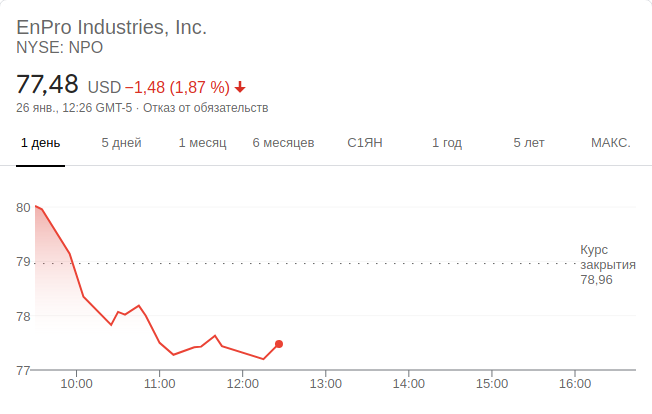 EnPro Industries, Inc.
NYSE: NPO
77,48 USD −1,48 (1,87 %)
26 янв., 12:26 GMT-5 · Отказ от обязательств
1 день 5 дней 1 месяц 6 месяцев С1ЯН 1 год 5 лет МАКС.
80
79
78
77
Курс
закрытия
78,96
10:00 11:00 12:00 13:00 14:00 15:00 16:00